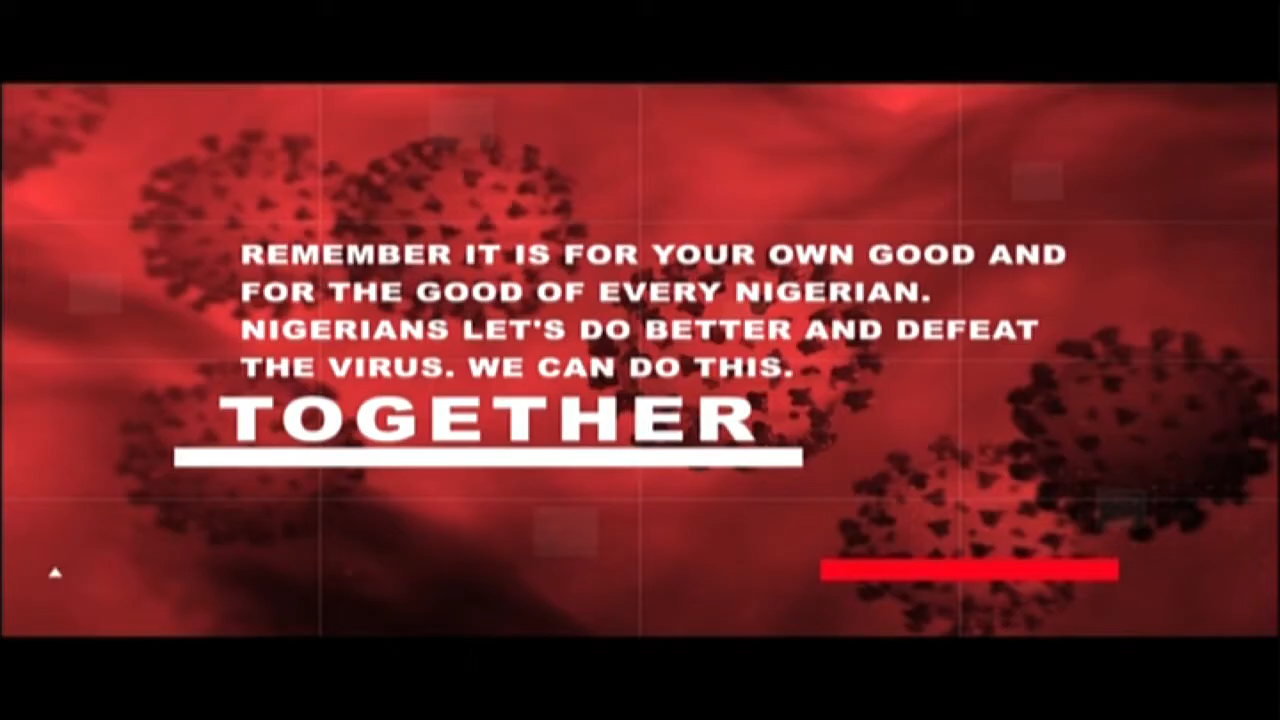 REMEMBER IT IS FOR YOUR OWN GOOD AND
FOR THE GOOD OF EVERY NIGERIAN.
NIGERIANS LET'S DO BETTER AND DEFEAT
THE VIRUS. WE CAN DO THIS.
TOGETHER